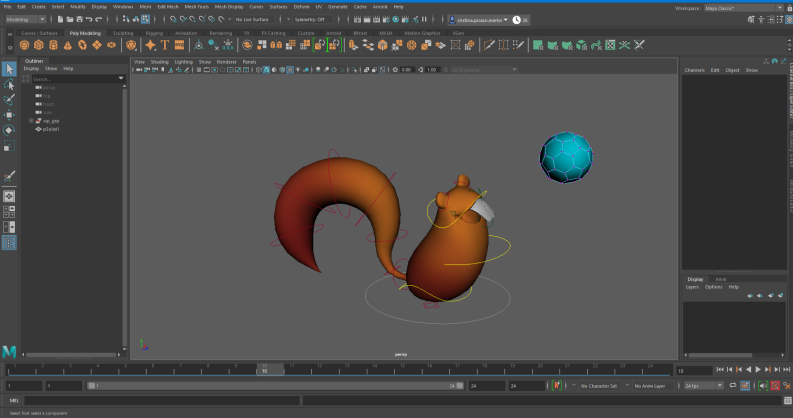 File Edit Create Select Modify Display Windows Mesh Edit Mesh Mesh Tools Mesh Display Curves Surfaces Deform UV Generate Cache Arnold Help
Workspace: Maya Classic*
Modeling No Live Surface Symmetry: Off 26
Curves / Surfaces Poly Modeling Sculpting Rigging Animation Rendering FX FX Caching Custom Arnold Bifrost MASH Motion Graphics XGen
Outliner
Display Show Help
Search...
persp
top
front
side
View Shading Lighting Show Renderer Panels
0.00 1.00
persp
Channels Edit Object Show
Display Anim
Layers Options Help
10
10
1 1 1 24 24 24 No Character Set No Anim Layer 24 fps
MEL
Select Tool: select a component